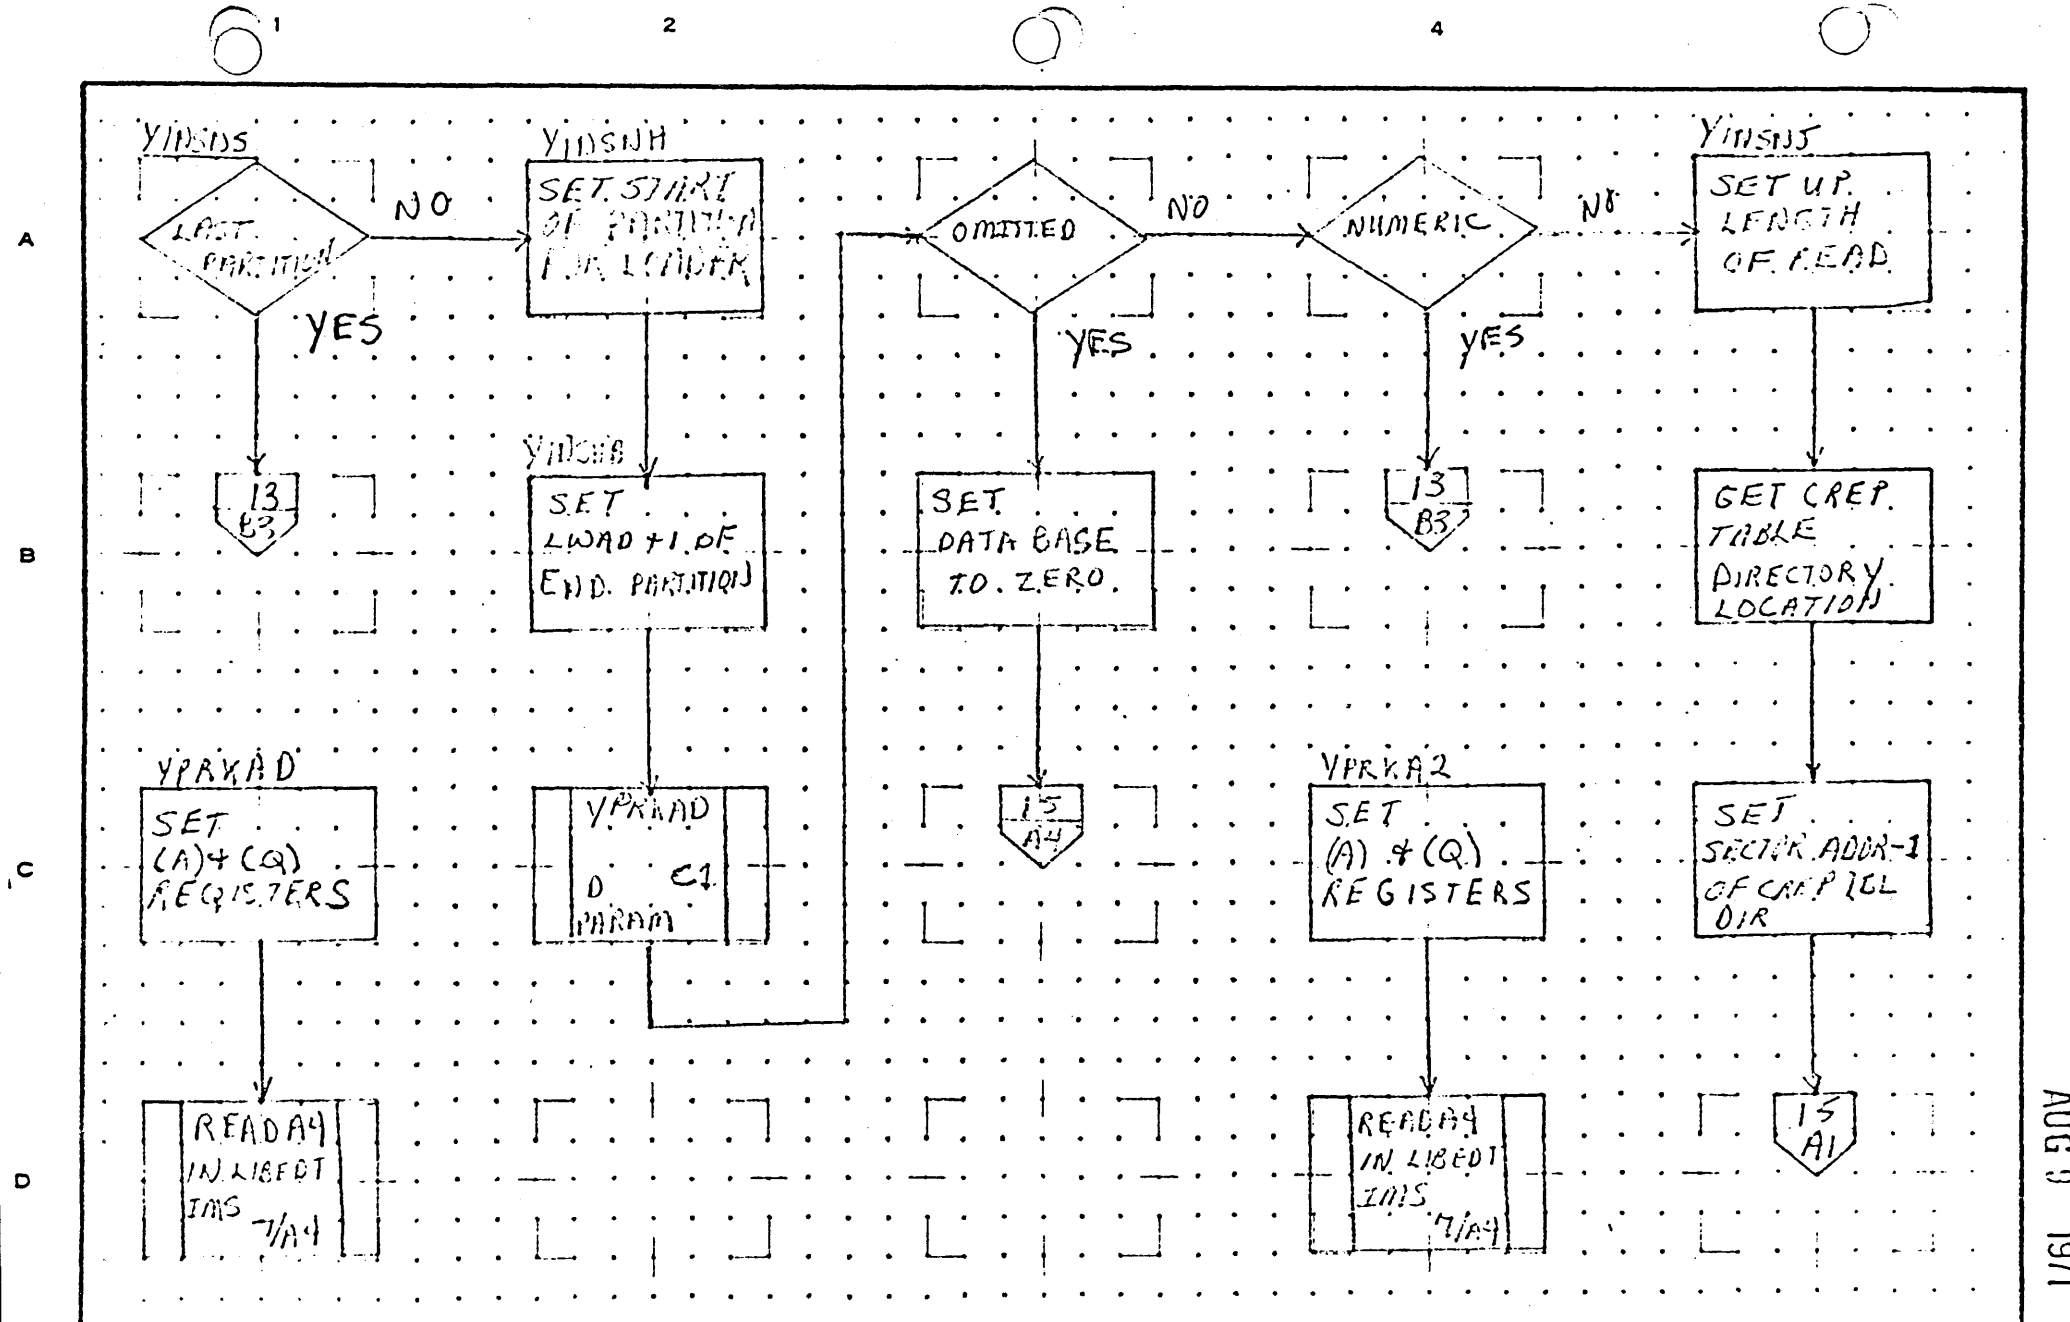 1
2
4
A
B
C
D
YINSNS
LAST
PARTITION
NO
YES
13
B3
YINSNH
SET START
OF PARTITION
FOR LOADER
SET
LWAD +1 OF
END PARTITION
YPRKAD
C1
D
PARAM
OMITTED
NO
YES
SET
DATA BASE
TO ZERO
15
A4
NUMERIC
NO
YES
13
B3
YINSNJ
SET UP
LENGTH
OF READ
GET CREP
TABLE
DIRECTORY
LOCATION
SET
SECTOR ADDR-1
OF CREP
DIR
15
A1
YPRKAD
SET
(A) & (Q)
REGISTERS
READA4
IN LIBEDT
IMS
7/A4
YPRKA2
SET
(A) & (Q)
REGISTERS
READA4
IN LIBEDT
IMS
7/A4
AUG 9 1971